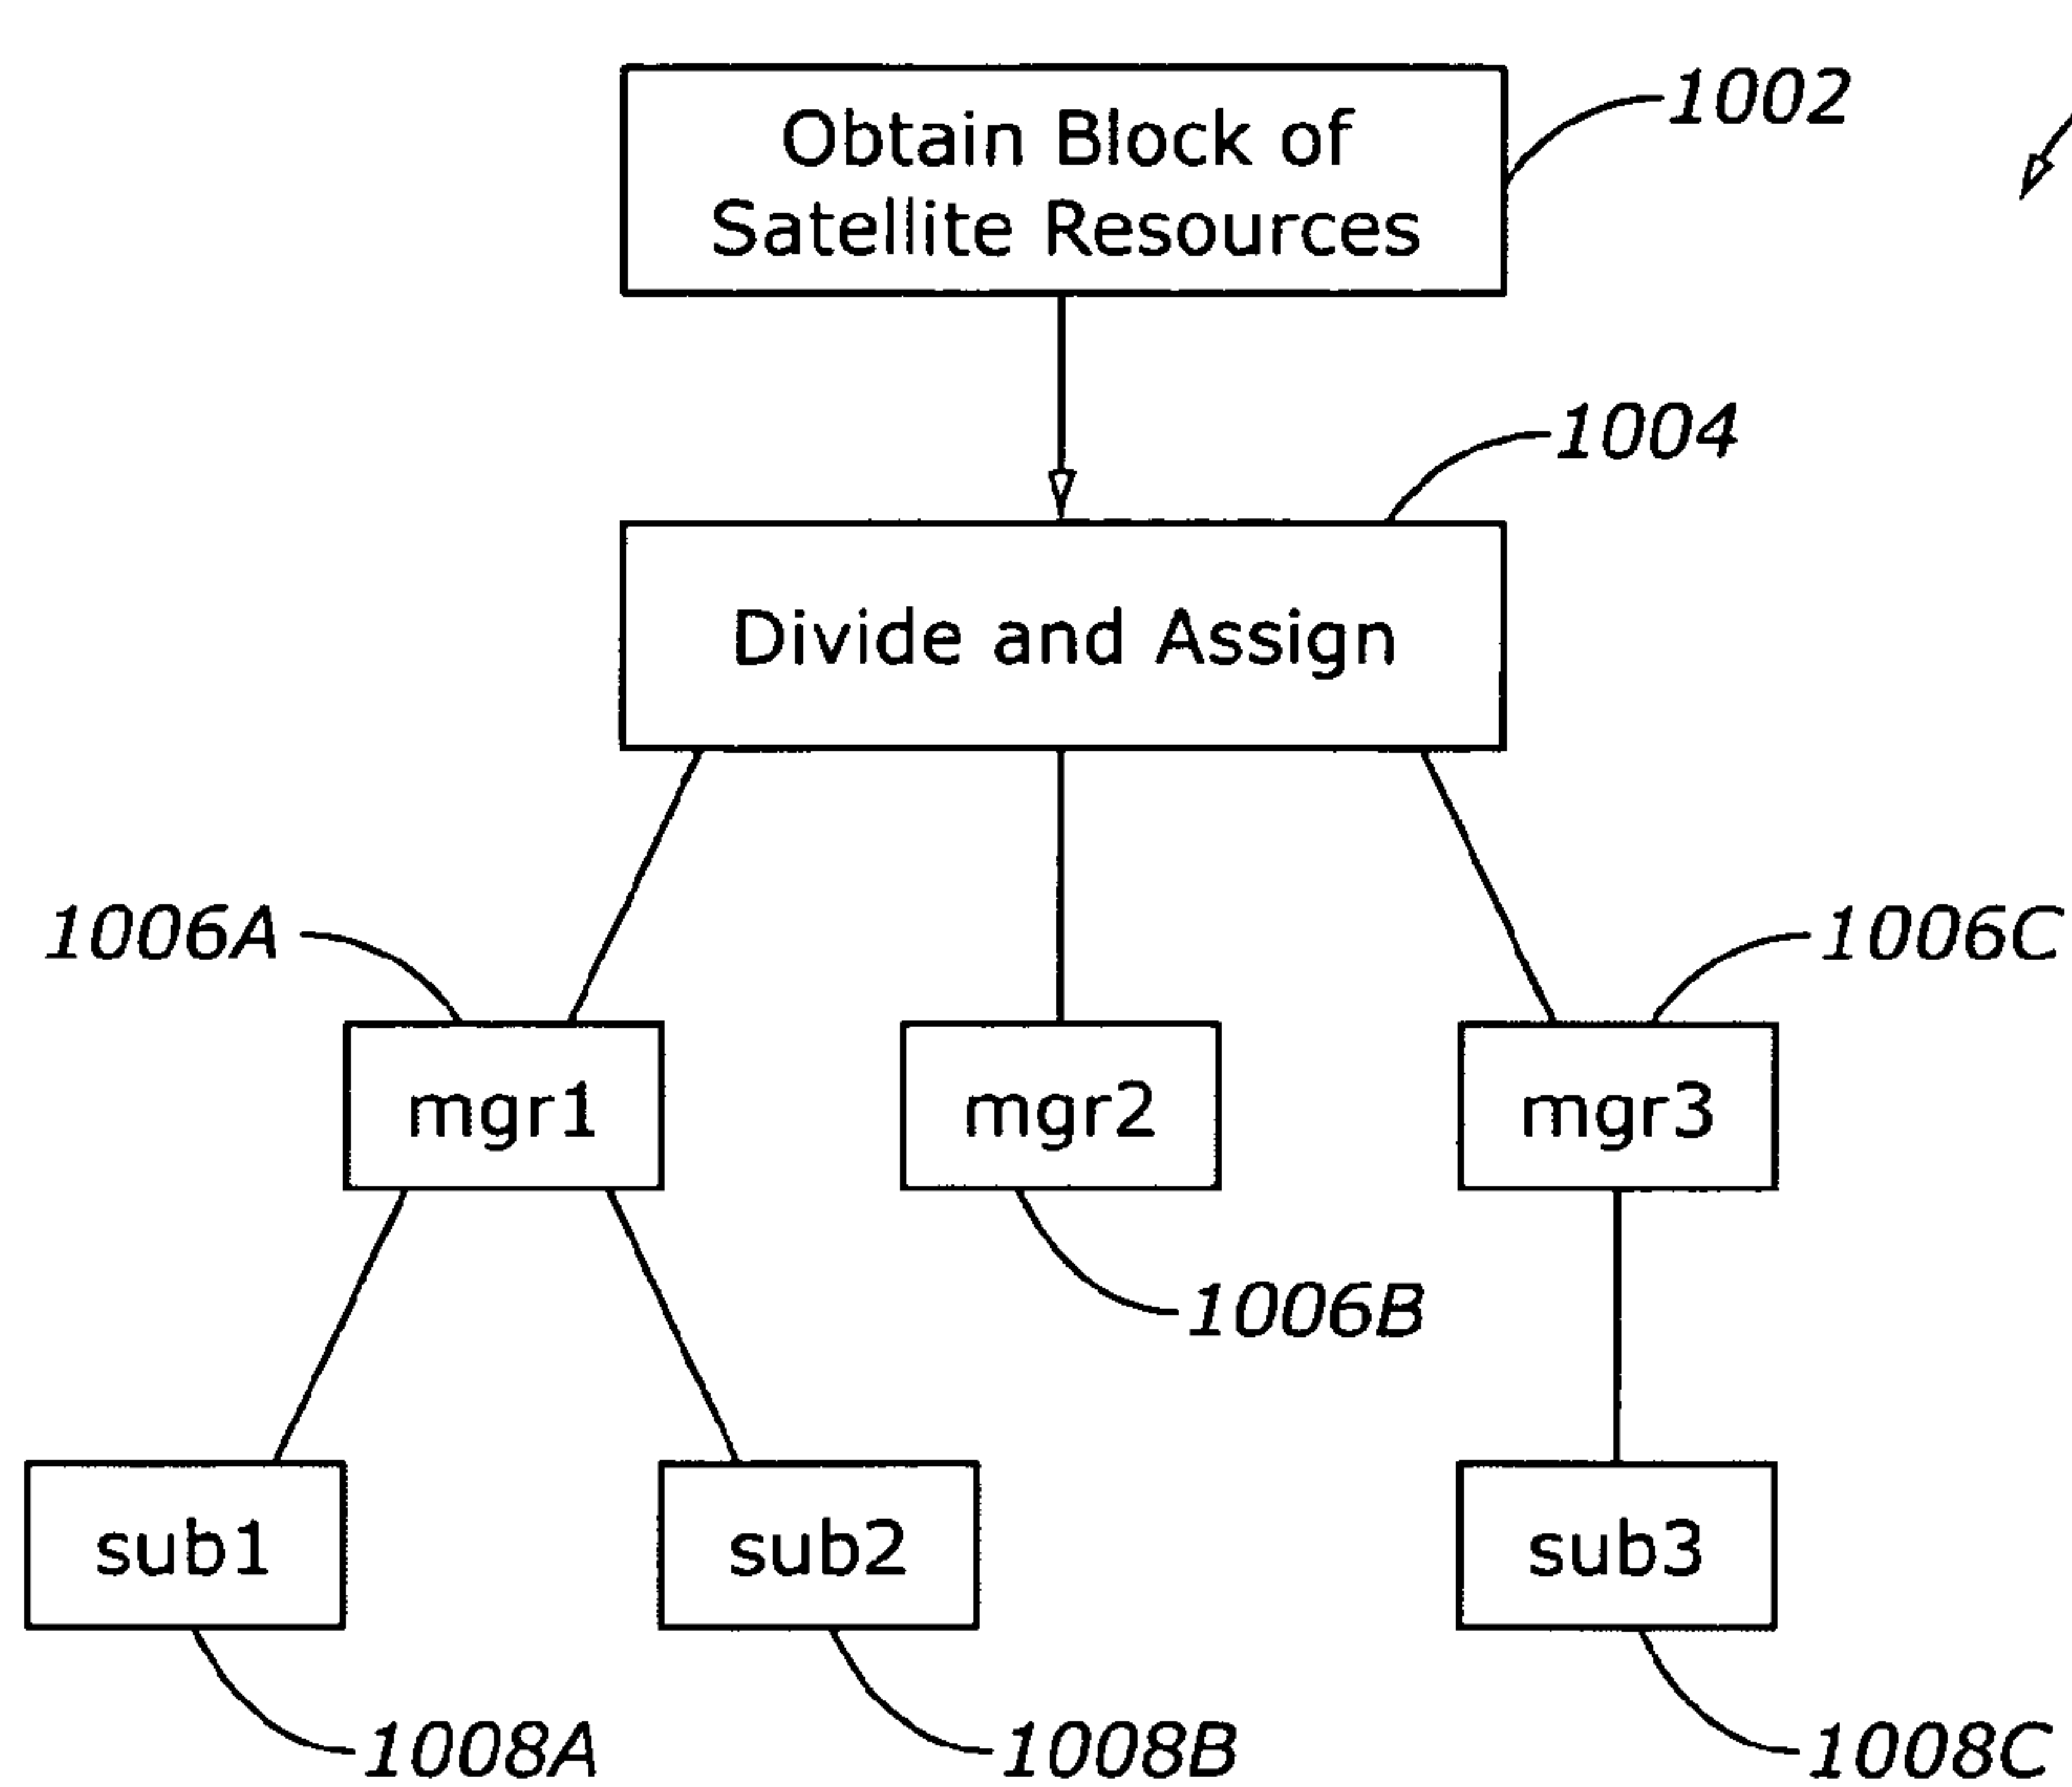 Obtain Block of
Satellite Resources
1002
1004
Divide and Assign
1006A
1006C
mgr1
mgr2
mgr3
1006B
sub1
sub2
sub3
1008A
1008B
1008C